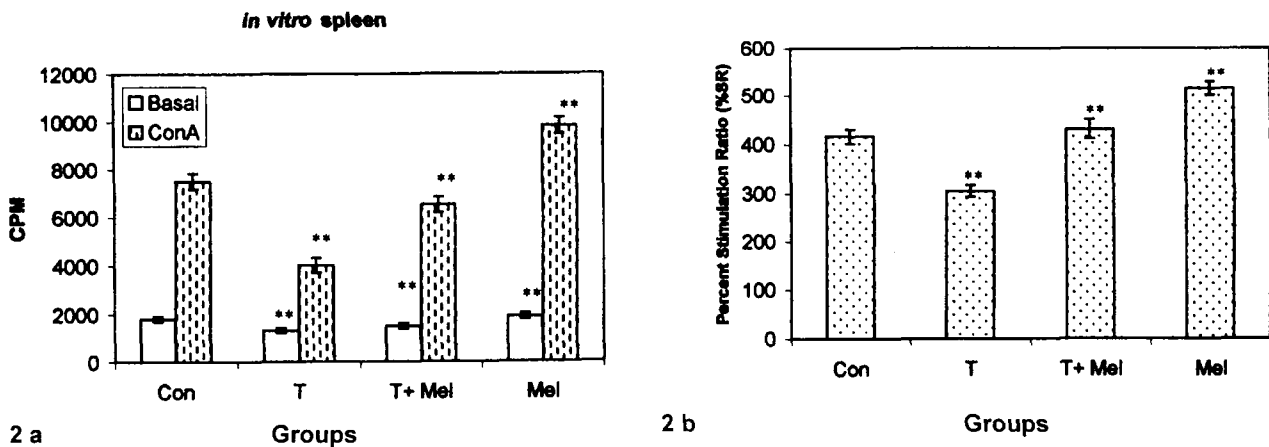 in vitro spleen
12000
10000
8000
6000
4000
2000
0
CPM
Basal
ConA
**
**
**
**
**
**
Con
T
T+ Mel
Mel
2 a
Groups
600
500
400
300
200
100
0
Percent Stimulation Ratio (%SR)
**
**
**
Con
T
T+ Mel
Mel
2 b
Groups